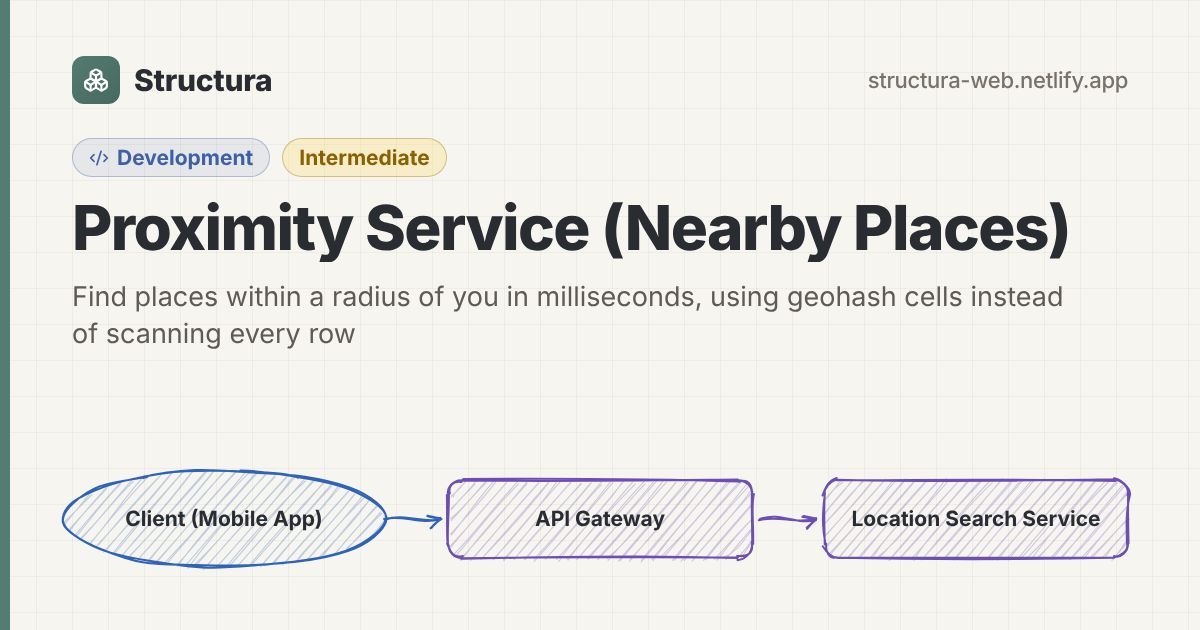 Structura
structura-web.netlify.app
</> Development
Intermediate
Proximity Service (Nearby Places)
Find places within a radius of you in milliseconds, using geohash cells instead
of scanning every row
Client (Mobile App)
API Gateway
Location Search Service